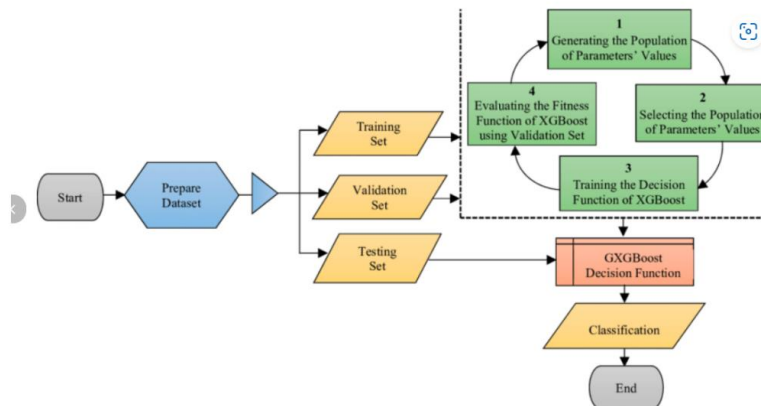 1
Generating the Population
of Parameters' Values
4
Evaluating the Fitness
Function of XGBoost
using Validation Set
2
Selecting the Population
of Parameters' Values
3
Training the Decision
Function of XGBoost
Training
Set
Start
Prepare
Dataset
Validation
Set
Testing
Set
GXGBoost
Decision Function
Classification
End